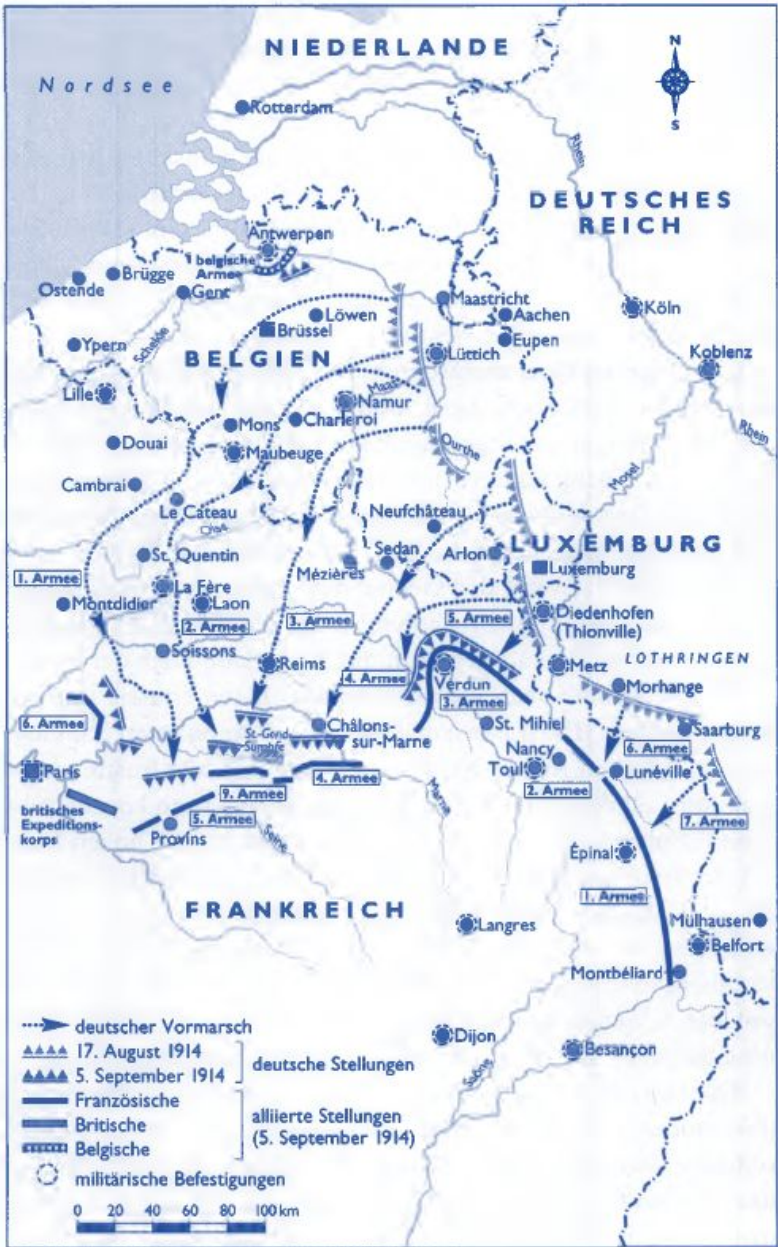 NIEDERLANDE
Nordsee
N
S
Rotterdam
Rhein
DEUTSCHES
REICH
Antwerpen
belgische
Armee
Brügge
Ostende
Gent
Maastricht
Löwen
Aachen
Köln
Brüssel
Ypern
Schelde
Eupen
BELGIEN
Lüttich
Koblenz
Lille
Maas
Namur
Mons
Charleroi
Rhein
Douai
Maubeuge
Ourthe
Mosel
Cambrai
Le Cateau
Neufchâteau
Oise
St. Quentin
Sedan
Arlon
LUXEMBURG
Mézières
Luxemburg
1. Armee
La Fère
Montdidier
Laon
2. Armee
3. Armee
5. Armee
Diedenhofen
(Thionville)
Soissons
Reims
4. Armee
Verdun
Metz
LOTHRINGEN
3. Armee
Morhange
6. Armee
Châlons-
sur-Marne
St. Mihiel
Saarburg
St-Gond-
Sümpfe
Nancy
6. Armee
Paris
Toul
Lunéville
4. Armee
9. Armee
2. Armee
britisches
Expeditions-
korps
5. Armee
Marne
7. Armee
Provins
Seine
Épinal
1. Armee
FRANKREICH
Langres
Mülhausen
Belfort
Montbéliard
deutscher Vormarsch
Dijon
17. August 1914
deutsche Stellungen
Besançon
5. September 1914
Saône
Französische
alliierte Stellungen
Britische
(5. September 1914)
Belgische
militärische Befestigungen
0 20 40 60 80 100 km